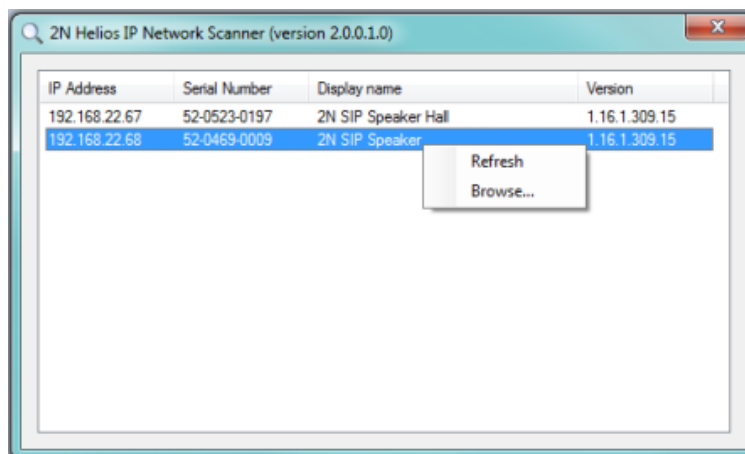 2N Helios IP Network Scanner (version 2.0.0.1.0)
IP Address Serial Number Display name Version
192.168.22.67 52-0523-0197 2N SIP Speaker Hall 1.16.1.309.15
192.168.22.68 52-0469-0009 2N SIP Speaker 1.16.1.309.15
Refresh
Browse...